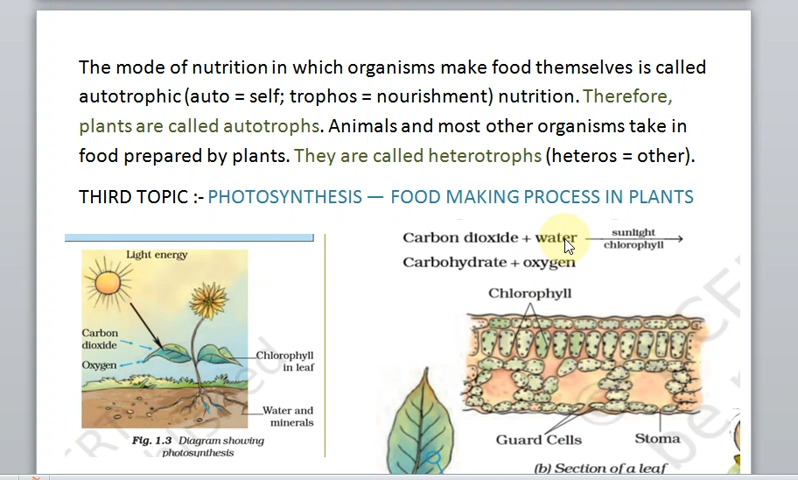 The mode of nutrition in which organisms make food themselves is called
autotrophic (auto = self; trophos = nourishment) nutrition. Therefore,
plants are called autotrophs. Animals and most other organisms take in
food prepared by plants. They are called heterotrophs (heteros = other).
THIRD TOPIC :- PHOTOSYNTHESIS — FOOD MAKING PROCESS IN PLANTS
Light energy
Carbon
dioxide
Oxygen
Chlorophyll
in leaf
Water and
minerals
Fig. 1.3 Diagram showing
photosynthesis
Carbon dioxide + water sunlight
chlorophyll
Carbohydrate + oxygen
Chlorophyll
Guard Cells
Stoma
(b) Section of a leaf